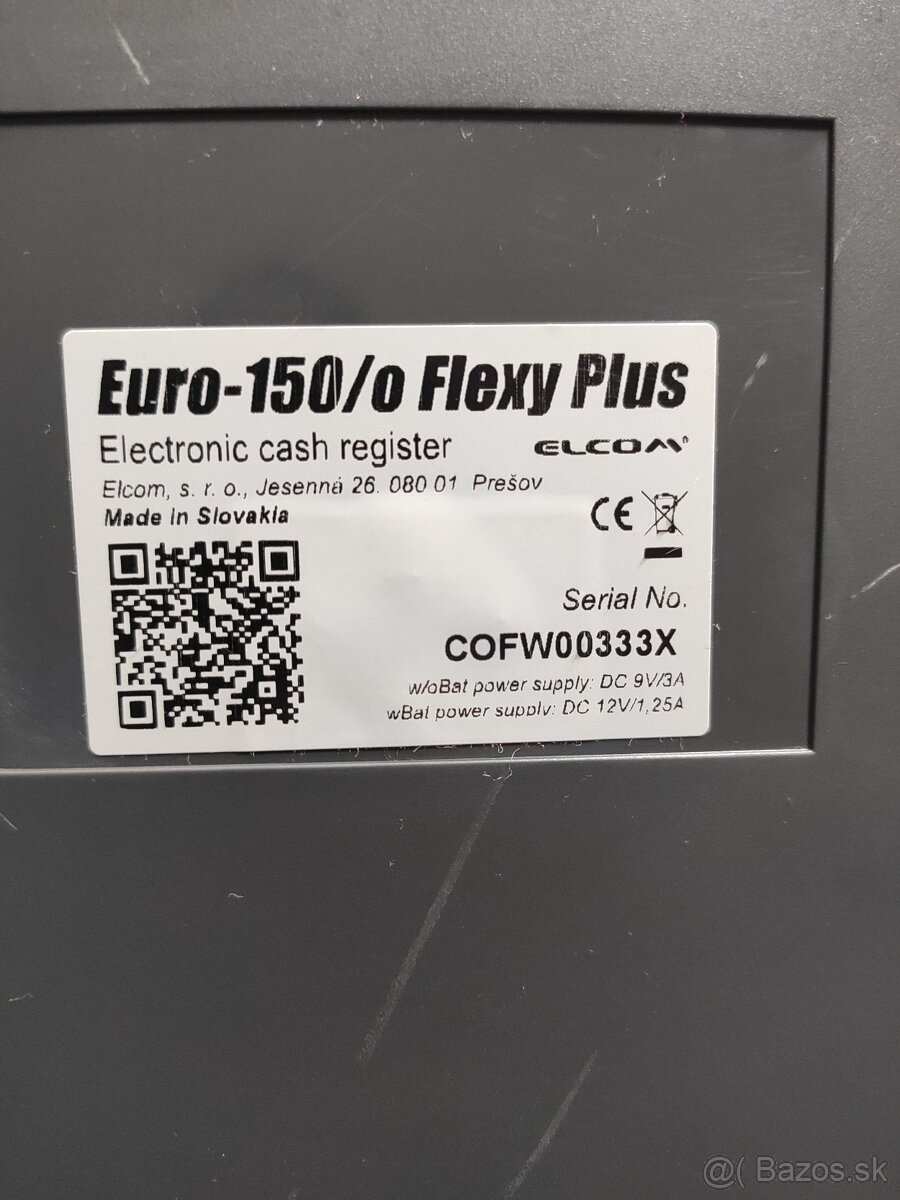 Euro-150/o Flexy Plus
Electronic cash register
ELCOM®
Elcom, s. r. o., Jesenná 26. 080 01 Prešov
Made in Slovakia
CE
Serial No.
COFW00333X
w/oBat power supply: DC 9V/3A
wBat power supply: DC 12V/1,25A
@( Bazos.sk